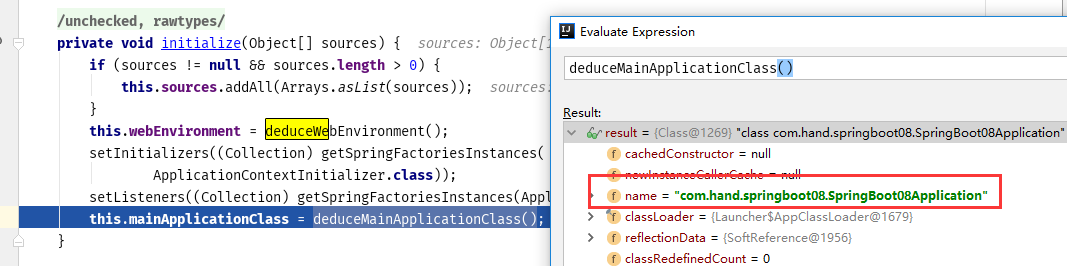 /unchecked, rawtypes/
private void initialize(Object[] sources) { sources: Object[1
if (sources != null && sources.length > 0) {
this.sources.addAll(Arrays.asList(sources)); sources:
}
this.webEnvironment = deduceWebEnvironment();
setInitializers((Collection) getSpringFactoriesInstances(
ApplicationContextInitializer.class));
setListeners((Collection) getSpringFactoriesInstances(Appl
this.mainApplicationClass = deduceMainApplicationClass();
}
Evaluate Expression
deduceMainApplicationClass()
Result:
result = {Class@1269} "class com.hand.springboot08.SpringBoot08Application"
f cachedConstructor = null
f newInstanceCallerCache = null
f name = "com.hand.springboot08.SpringBoot08Application"
f classLoader = {Launcher$AppClassLoader@1679}
f reflectionData = {SoftReference@1956}
f classRedefinedCount = 0